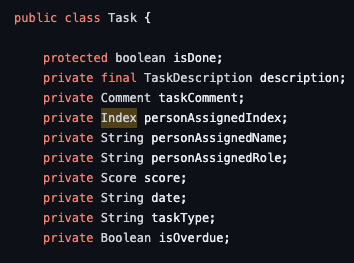 public class Task {
protected boolean isDone;
private final TaskDescription description;
private Comment taskComment;
private Index personAssignedIndex;
private String personAssignedName;
private String personAssignedRole;
private Score score;
private String date;
private String taskType;
private Boolean isOverdue;